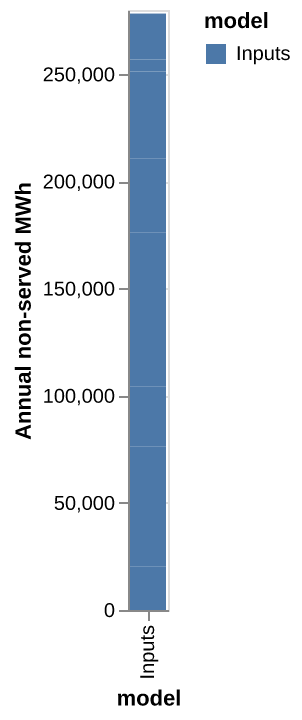 model
Inputs
250,000
200,000
150,000
100,000
50,000
0
Annual non-served MWh
Inputs
model